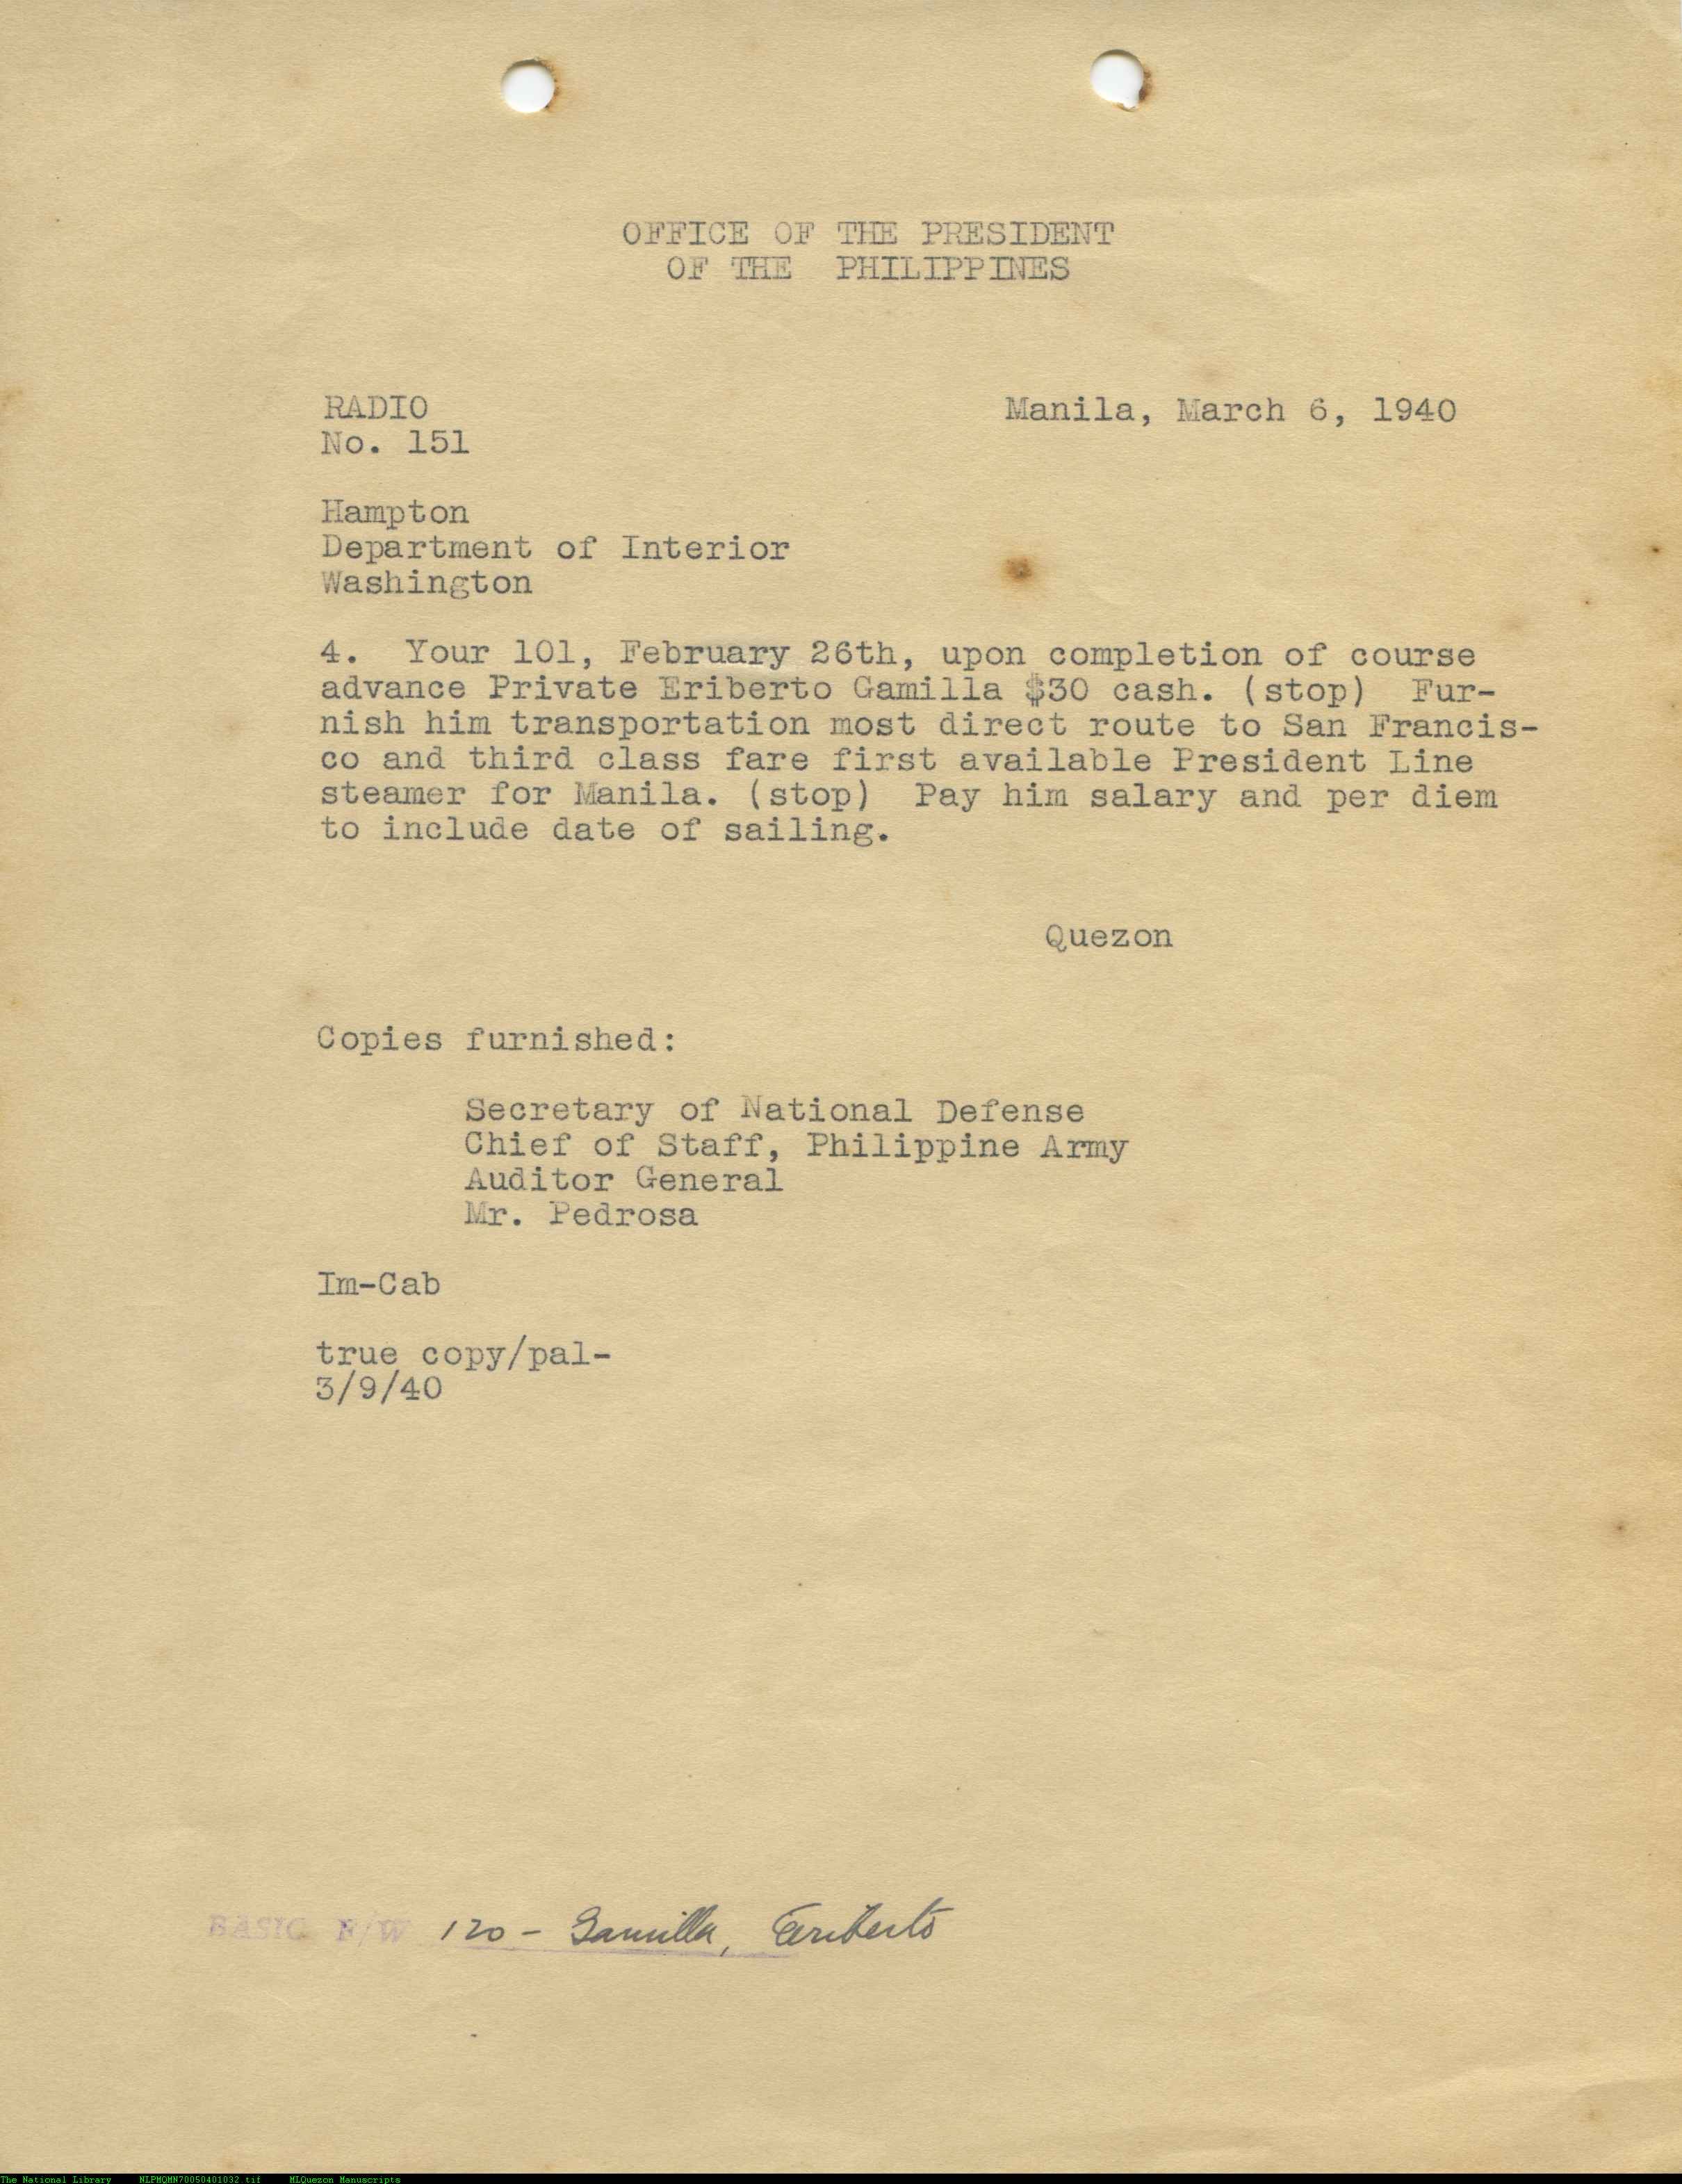 OFFICE OF THE PRESIDENT
OF THE PHILIPPINES
RADIO
No. 151
Manila, March 6, 1940
Hampton
Department of Interior
Washington
4. Your 101, February 26th, upon completion of course
advance Private Eriberto Gamilla $30 cash. (stop) Fur-
nish him transportation most direct route to San Francis-
co and third class fare first available President Line
steamer for Manila. (stop) Pay him salary and per diem
to include date of sailing.
Quezon
Copies furnished:
Secretary of National Defense
Chief of Staff, Philippine Army
Auditor General
Mr. Pedrosa
Im-Cab
true copy/pal-
3/9/40
BASIC F/W 120 - Gamilla, Eriberto
The National Library NLPMQMN70050401032.tif MLQuezon Manuscripts